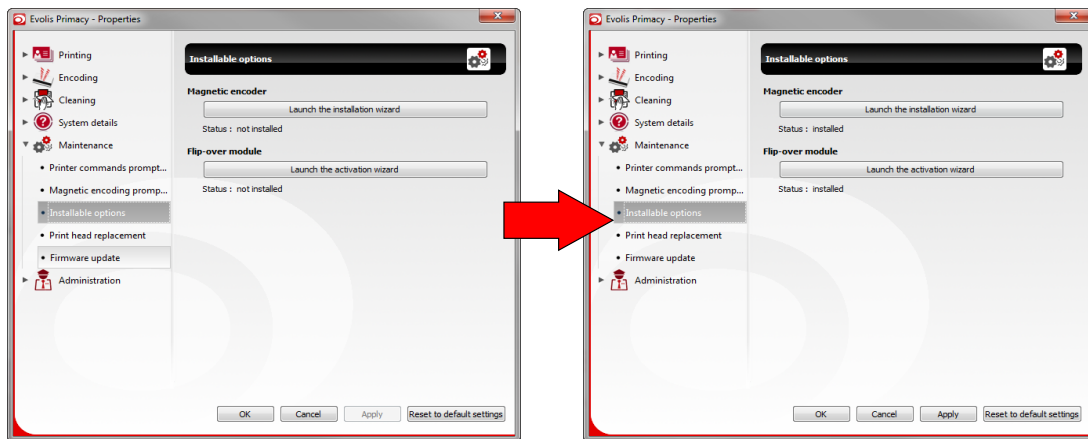 Evolis Primacy - Properties
Printing
Encoding
Cleaning
System details
Maintenance
Printer commands prompt...
Magnetic encoding promp...
Installable options
Print head replacement
Firmware update
Administration
Installable options
Magnetic encoder
Launch the installation wizard
Status : not installed
Flip-over module
Launch the activation wizard
Status : not installed
OK Cancel Apply Reset to default settings
Evolis Primacy - Properties
Printing
Encoding
Cleaning
System details
Maintenance
Printer commands prompt...
Magnetic encoding promp...
Installable options
Print head replacement
Firmware update
Administration
Installable options
Magnetic encoder
Launch the installation wizard
Status : installed
Flip-over module
Launch the activation wizard
Status : installed
OK Cancel Apply Reset to default settings